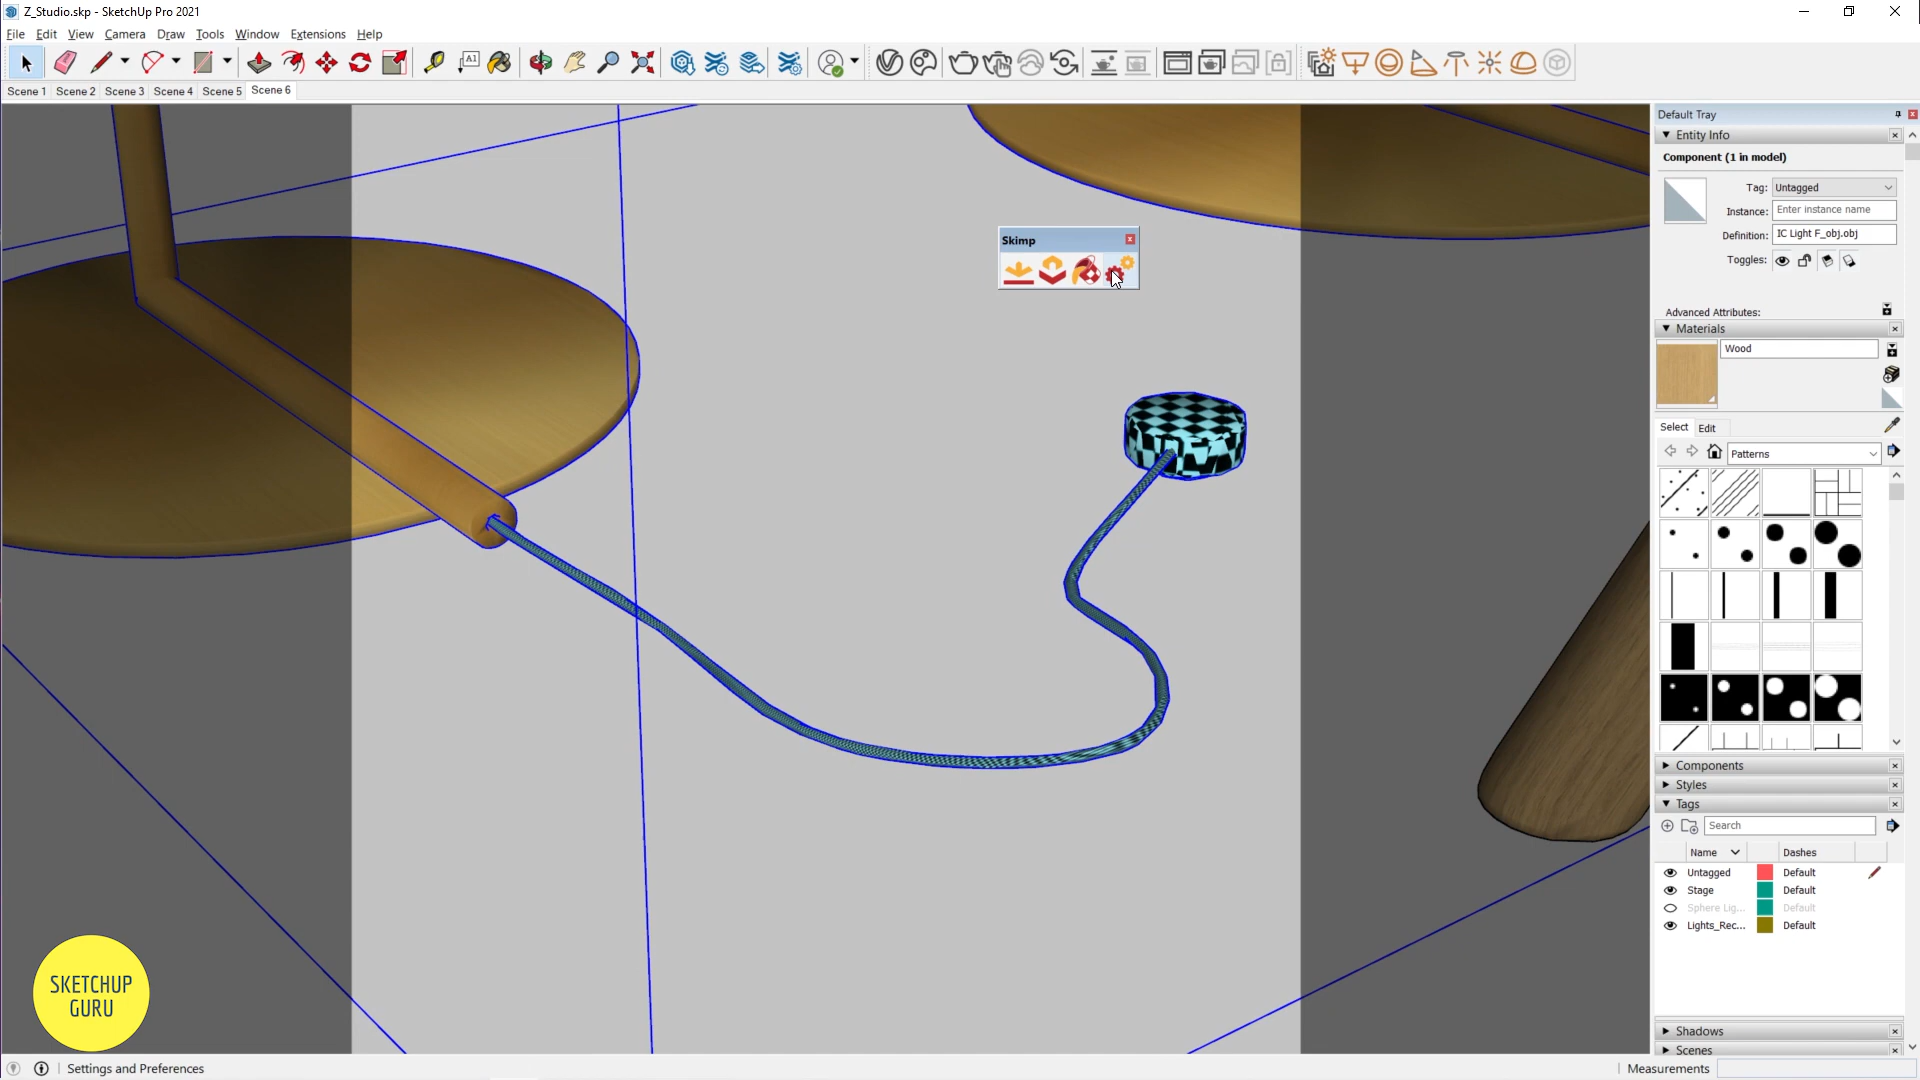 Z_Studio.skp - SketchUp Pro 2021
File Edit View Camera Draw Tools Window Extensions Help
A1
Scene 1 Scene 2 Scene 3 Scene 4 Scene 5 Scene 6
Default Tray
Entity Info
Component (1 in model)
Tag: Untagged
Instance: Enter instance name
Definition: IC Light F_obj.obj
Toggles:
Advanced Attributes:
Materials
Wood
Select Edit
Patterns
Components
Styles
Tags
Search
Name Dashes
Untagged Default
Stage Default
Sphere Lig... Default
Lights_Rec... Default
Shadows
Scenes
Skimp
SKETCHUP
GURU
Settings and Preferences
Measurements